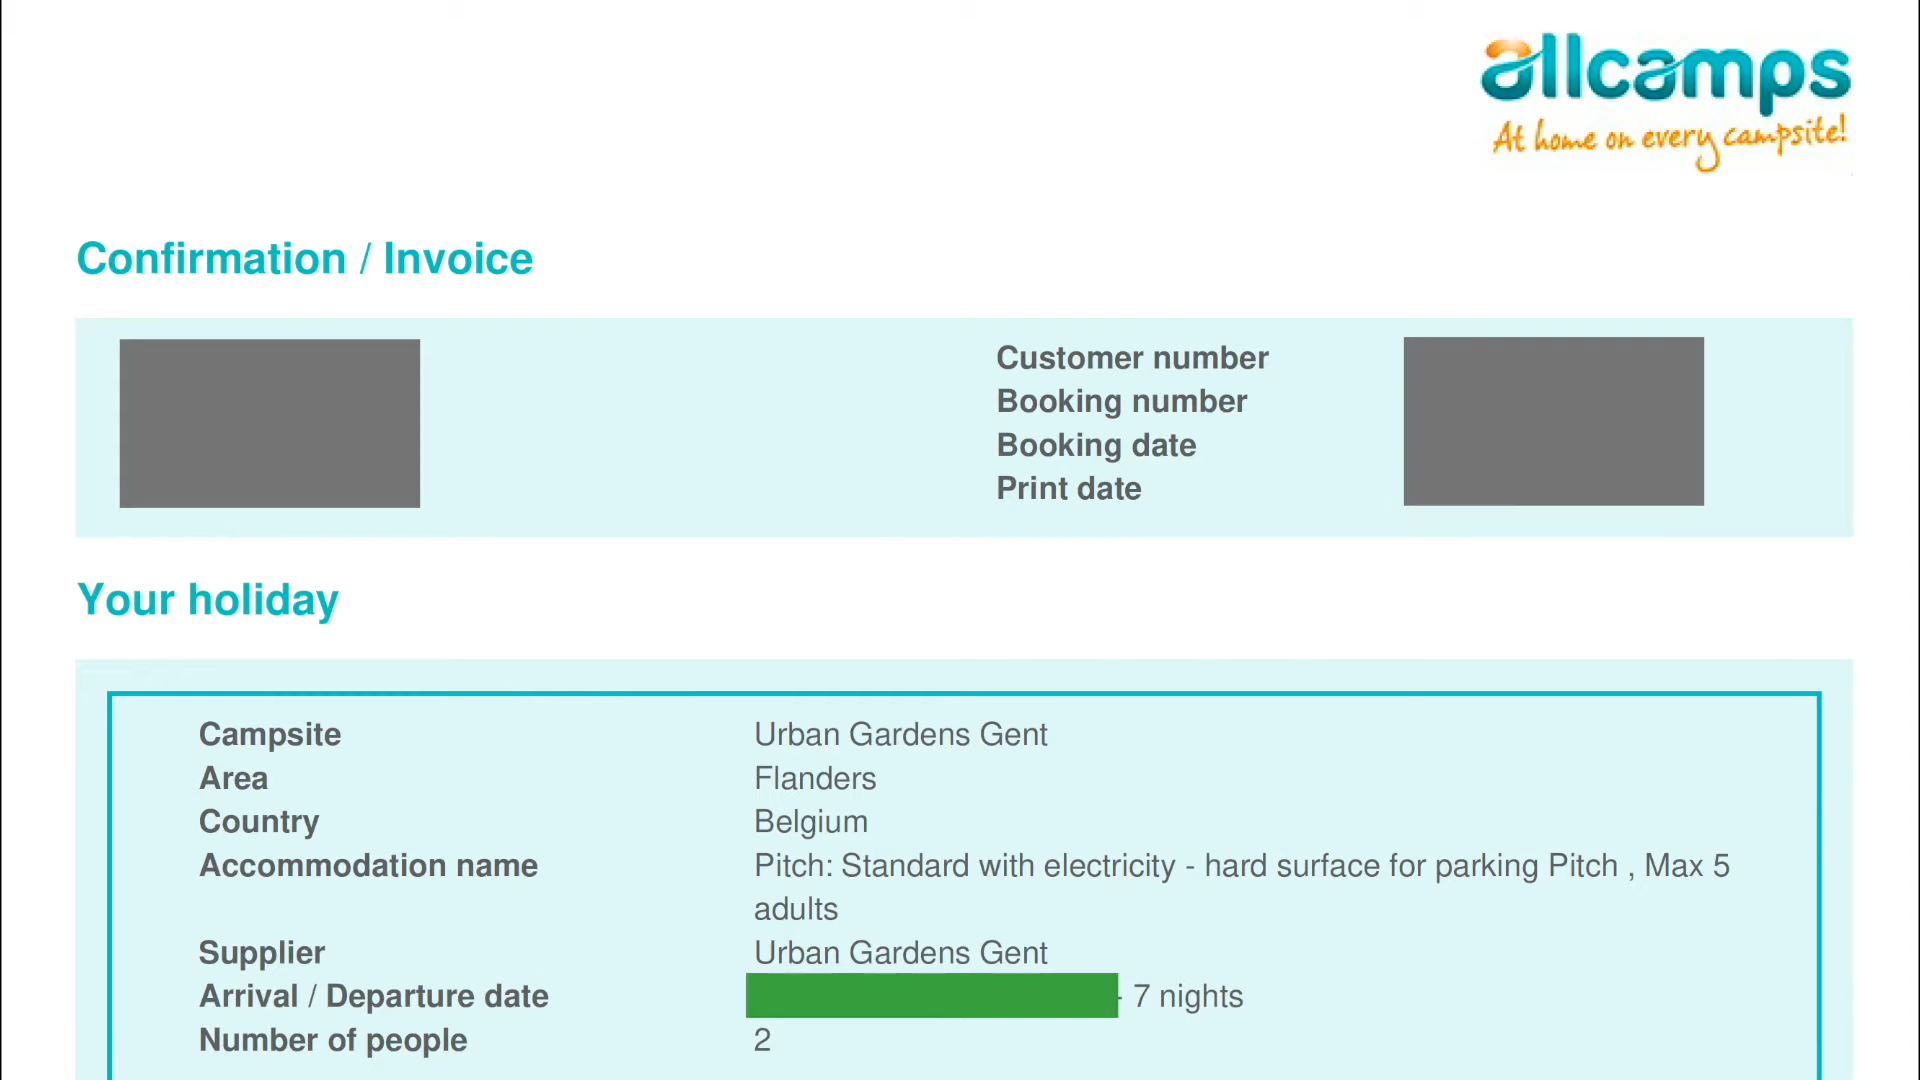 allcamps
At home on every campsite!
Confirmation / Invoice
Customer number
Booking number
Booking date
Print date
Your holiday
Campsite Urban Gardens Gent
Area Flanders
Country Belgium
Accommodation name Pitch: Standard with electricity - hard surface for parking Pitch , Max 5
adults
Supplier Urban Gardens Gent
Arrival / Departure date - 7 nights
Number of people 2